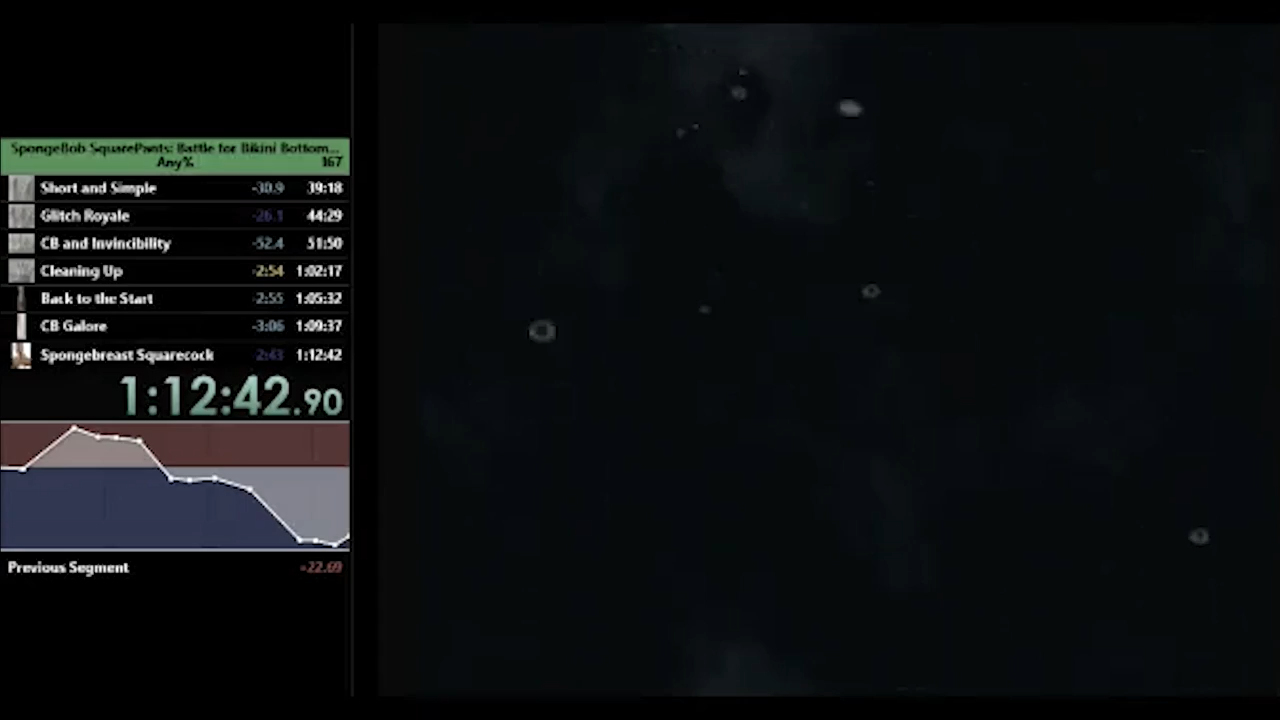 SpongeBob SquarePants: Battle for Bikini Bottom...
Any% 167
Short and Simple -30.9 39:18
Glitch Royale -26.1 44:29
CB and Invincibility -52.4 51:50
Cleaning Up -2:54 1:02:17
Back to the Start -2:55 1:05:32
CB Galore -3:06 1:09:37
Spongebreast Squarecock -2:43 1:12:42
1:12:42.90
Previous Segment +22.69